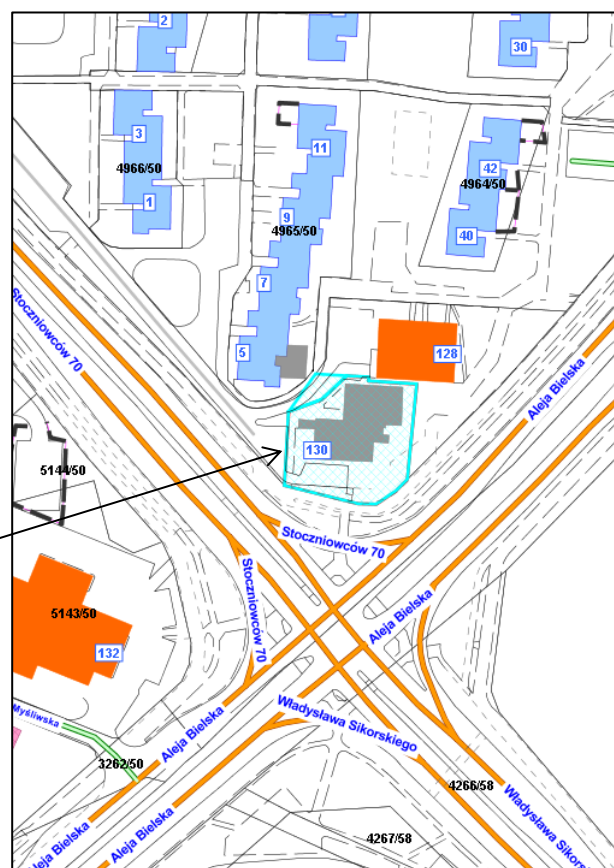 2
30
3
11
4966/50
42
4964/50
1
9
4965/50
40
7
Stoczniowców 70
5
128
Aleja Bielska
130
5144/50
Stoczniowców 70
Stoczniowców 70
5143/50
Aleja Bielska
132
Władysława Sikorskiego
Myśliwska
Aleja Bielska
3262/50
4266/58
Władysława Sikorskiego
Aleja Bielska
Aleja Bielska
4267/58